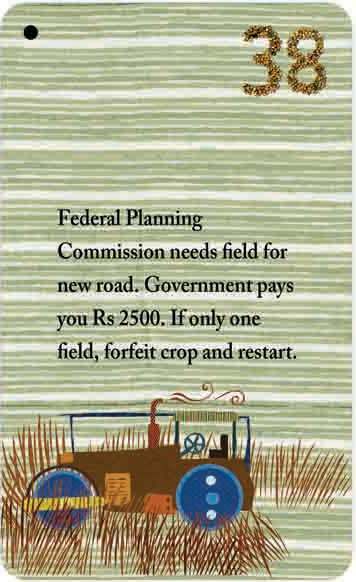 38
Federal Planning
Commission needs field for
new road. Government pays
you Rs 2500. If only one
field, forfeit crop and restart.